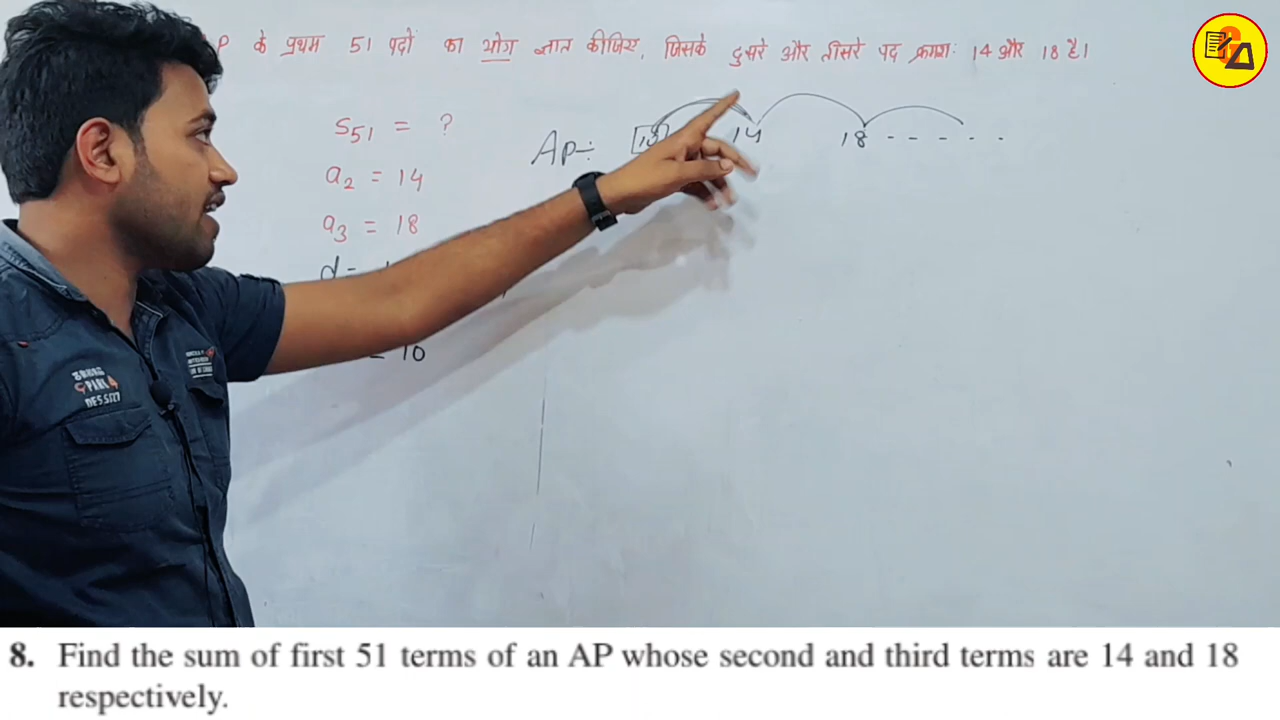 P के प्रथम 51 पदों का योग ज्ञात कीजिए, जिसके दुसरे और तीसरे पद क्रमशः 14 और 18 है।
S51 = ?
AP÷ 14 18 - - - - -
a2 = 14
a3 = 18
d =
= 10
PARK
DESS727
8. Find the sum of first 51 terms of an AP whose second and third terms are 14 and 18
respectively.